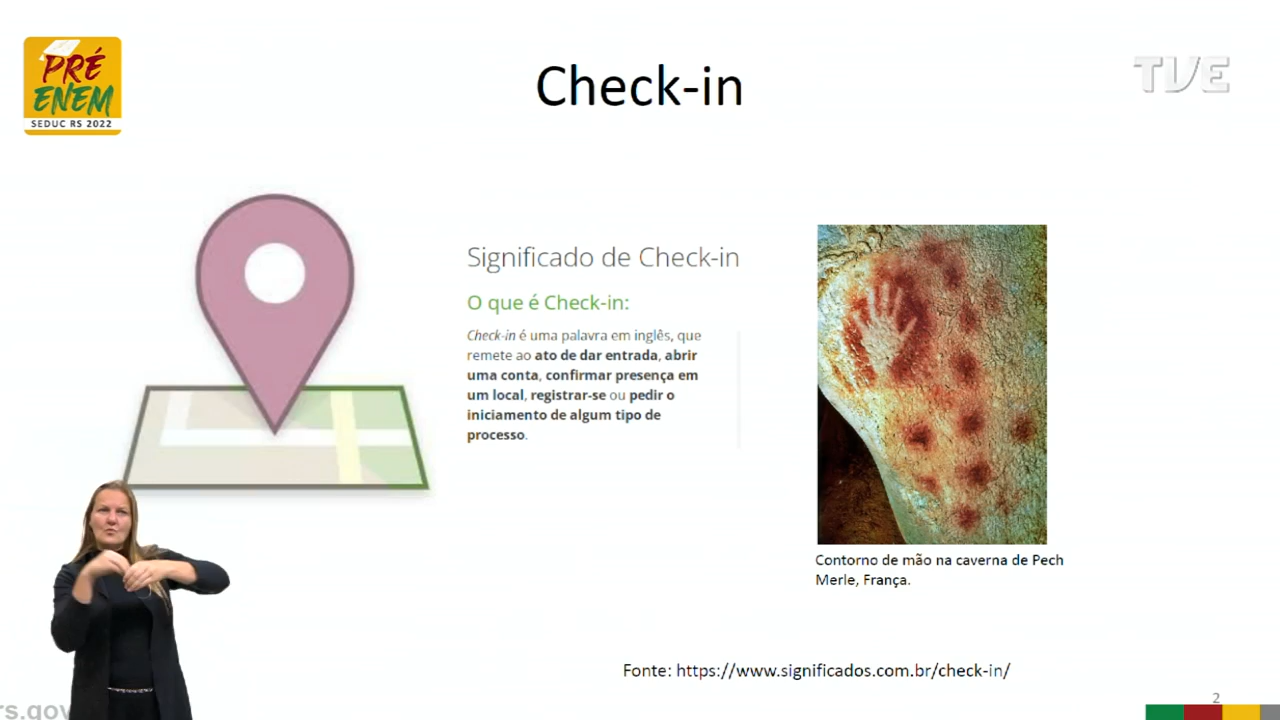 PRÉ
ENEM
SEDUC RS 2022
Check-in
TVE
Significado de Check-in
O que é Check-in:
Check-in é uma palavra em inglês, que
remete ao ato de dar entrada, abrir
uma conta, confirmar presença em
um local, registrar-se ou pedir o
iniciamento de algum tipo de
processo.
Contorno de mão na caverna de Pech
Merle, França.
Fonte: https://www.significados.com.br/check-in/
2
rs.gov